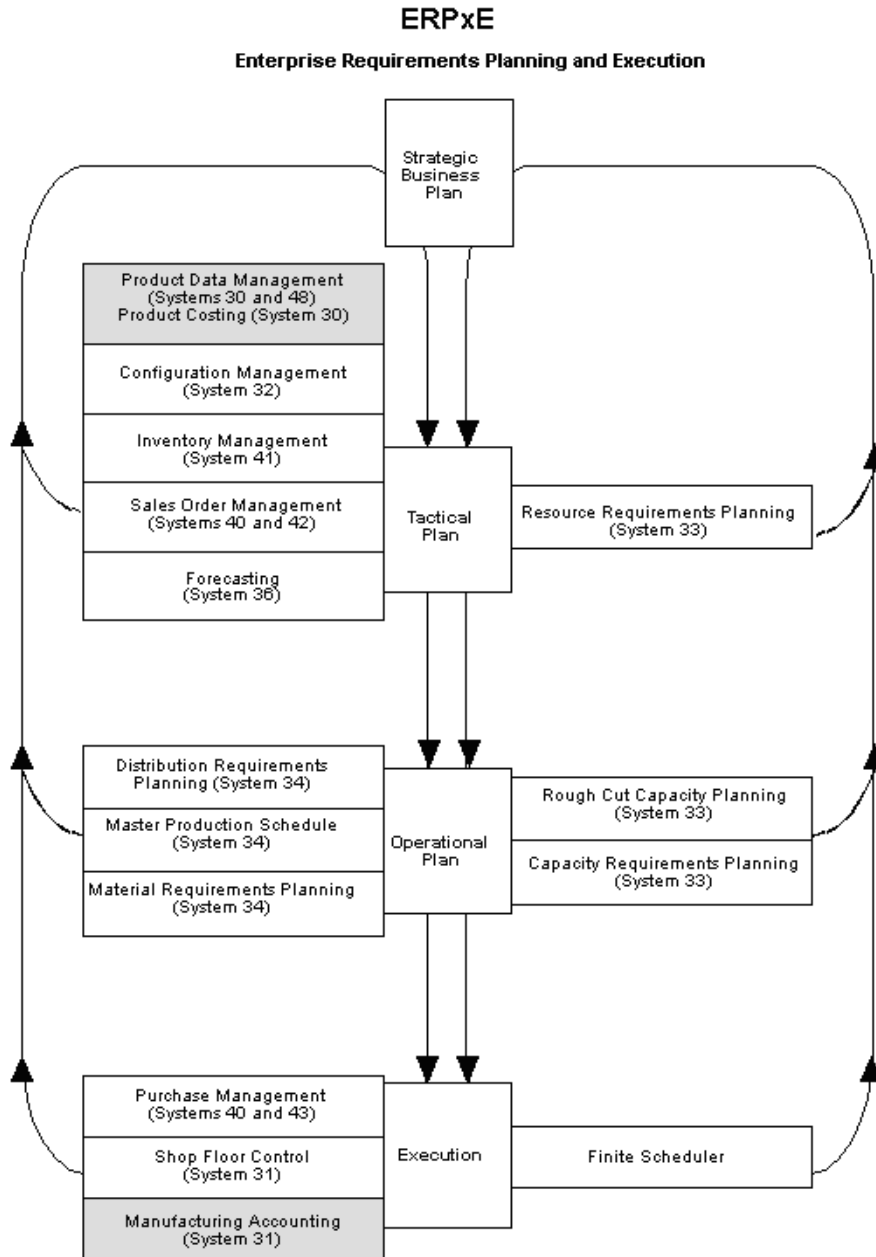 ERPxE
Enterprise Requirements Planning and Execution
Strategic
Business
Plan
Product Data Management
(Systems 30 and 48)
Product Costing (System 30)
Configuration Management
(System 32)
Inventory Management
(System 41)
Sales Order Management
(Systems 40 and 42)
Forecasting
(System 36)
Tactical
Plan
Resource Requirements Planning
(System 33)
Distribution Requirements
Planning (System 34)
Master Production Schedule
(System 34)
Material Requirements Planning
(System 34)
Operational
Plan
Rough Cut Capacity Planning
(System 33)
Capacity Requirements Planning
(System 33)
Purchase Management
(Systems 40 and 43)
Shop Floor Control
(System 31)
Manufacturing Accounting
(System 31)
Execution
Finite Scheduler